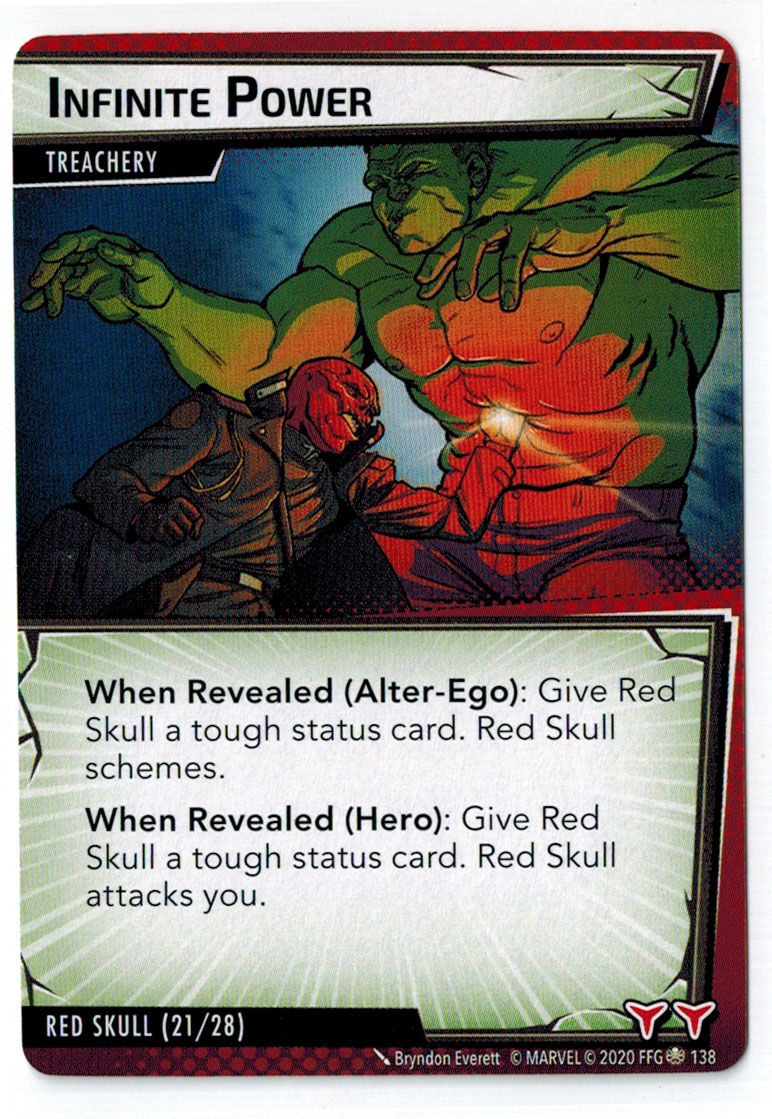 INFINITE POWER
TREACHERY
When Revealed (Alter-Ego): Give Red
Skull a tough status card. Red Skull
schemes.
When Revealed (Hero): Give Red
Skull a tough status card. Red Skull
attacks you.
RED SKULL (21/28)
Bryndon Everett © MARVEL © 2020 FFG 138